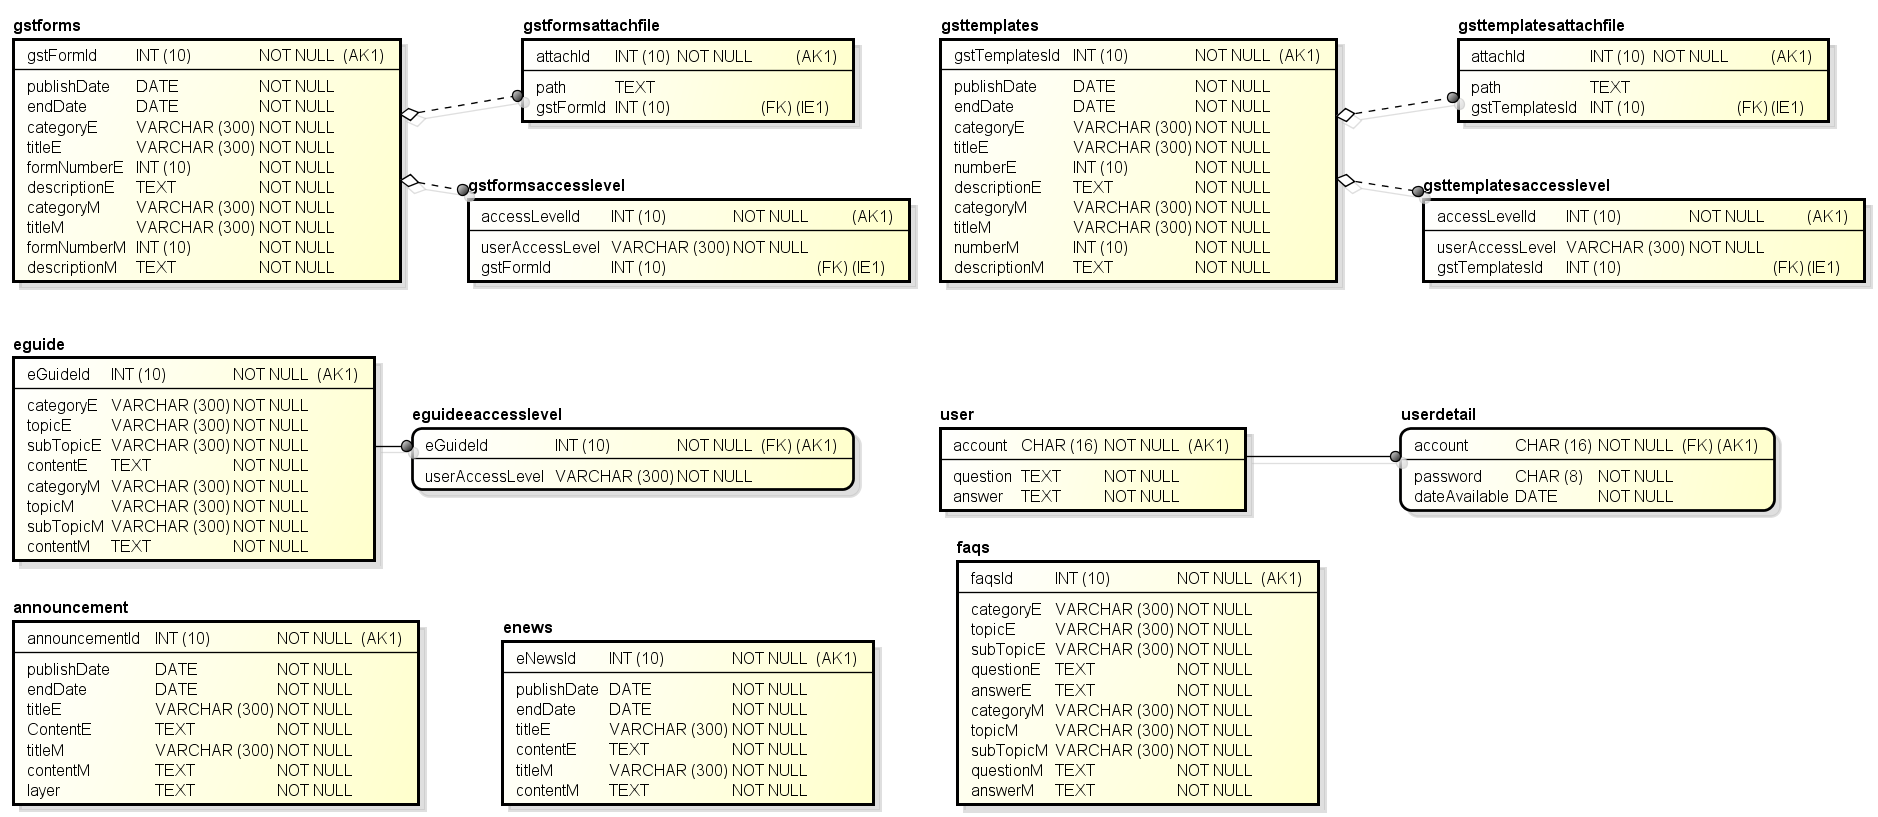 gstforms
gstFormId INT (10) NOT NULL (AK1)
publishDate DATE NOT NULL
endDate DATE NOT NULL
categoryE VARCHAR (300) NOT NULL
titleE VARCHAR (300) NOT NULL
formNumberE INT (10) NOT NULL
descriptionE TEXT NOT NULL
categoryM VARCHAR (300) NOT NULL
titleM VARCHAR (300) NOT NULL
formNumberM INT (10) NOT NULL
descriptionM TEXT NOT NULL
gstformsattachfile
attachId INT (10) NOT NULL (AK1)
path TEXT
gstFormId INT (10) (FK) (IE1)
gstformsaccesslevel
accessLevelId INT (10) NOT NULL (AK1)
userAccessLevel VARCHAR (300) NOT NULL
gstFormId INT (10) (FK) (IE1)
gsttemplates
gstTemplatesId INT (10) NOT NULL (AK1)
publishDate DATE NOT NULL
endDate DATE NOT NULL
categoryE VARCHAR (300) NOT NULL
titleE VARCHAR (300) NOT NULL
numberE INT (10) NOT NULL
descriptionE TEXT NOT NULL
categoryM VARCHAR (300) NOT NULL
titleM VARCHAR (300) NOT NULL
numberM INT (10) NOT NULL
descriptionM TEXT NOT NULL
gsttemplatesattachfile
attachId INT (10) NOT NULL (AK1)
path TEXT
gstTemplatesId INT (10) (FK) (IE1)
gsttemplatesaccesslevel
accessLevelId INT (10) NOT NULL (AK1)
userAccessLevel VARCHAR (300) NOT NULL
gstTemplatesId INT (10) (FK) (IE1)
eguide
eGuideId INT (10) NOT NULL (AK1)
categoryE VARCHAR (300) NOT NULL
topicE VARCHAR (300) NOT NULL
subTopicE VARCHAR (300) NOT NULL
contentE TEXT NOT NULL
categoryM VARCHAR (300) NOT NULL
topicM VARCHAR (300) NOT NULL
subTopicM VARCHAR (300) NOT NULL
contentM TEXT NOT NULL
eguideeaccesslevel
eGuideId INT (10) NOT NULL (FK) (AK1)
userAccessLevel VARCHAR (300) NOT NULL
user
account CHAR (16) NOT NULL (AK1)
question TEXT NOT NULL
answer TEXT NOT NULL
userdetail
account CHAR (16) NOT NULL (FK) (AK1)
password CHAR (8) NOT NULL
dateAvailable DATE NOT NULL
announcement
announcementId INT (10) NOT NULL (AK1)
publishDate DATE NOT NULL
endDate DATE NOT NULL
titleE VARCHAR (300) NOT NULL
ContentE TEXT NOT NULL
titleM VARCHAR (300) NOT NULL
contentM TEXT NOT NULL
layer TEXT NOT NULL
enews
eNewsId INT (10) NOT NULL (AK1)
publishDate DATE NOT NULL
endDate DATE NOT NULL
titleE VARCHAR (300) NOT NULL
contentE TEXT NOT NULL
titleM VARCHAR (300) NOT NULL
contentM TEXT NOT NULL
faqs
faqsId INT (10) NOT NULL (AK1)
categoryE VARCHAR (300) NOT NULL
topicE VARCHAR (300) NOT NULL
subTopicE VARCHAR (300) NOT NULL
questionE TEXT NOT NULL
answerE TEXT NOT NULL
categoryM VARCHAR (300) NOT NULL
topicM VARCHAR (300) NOT NULL
subTopicM VARCHAR (300) NOT NULL
questionM TEXT NOT NULL
answerM TEXT NOT NULL